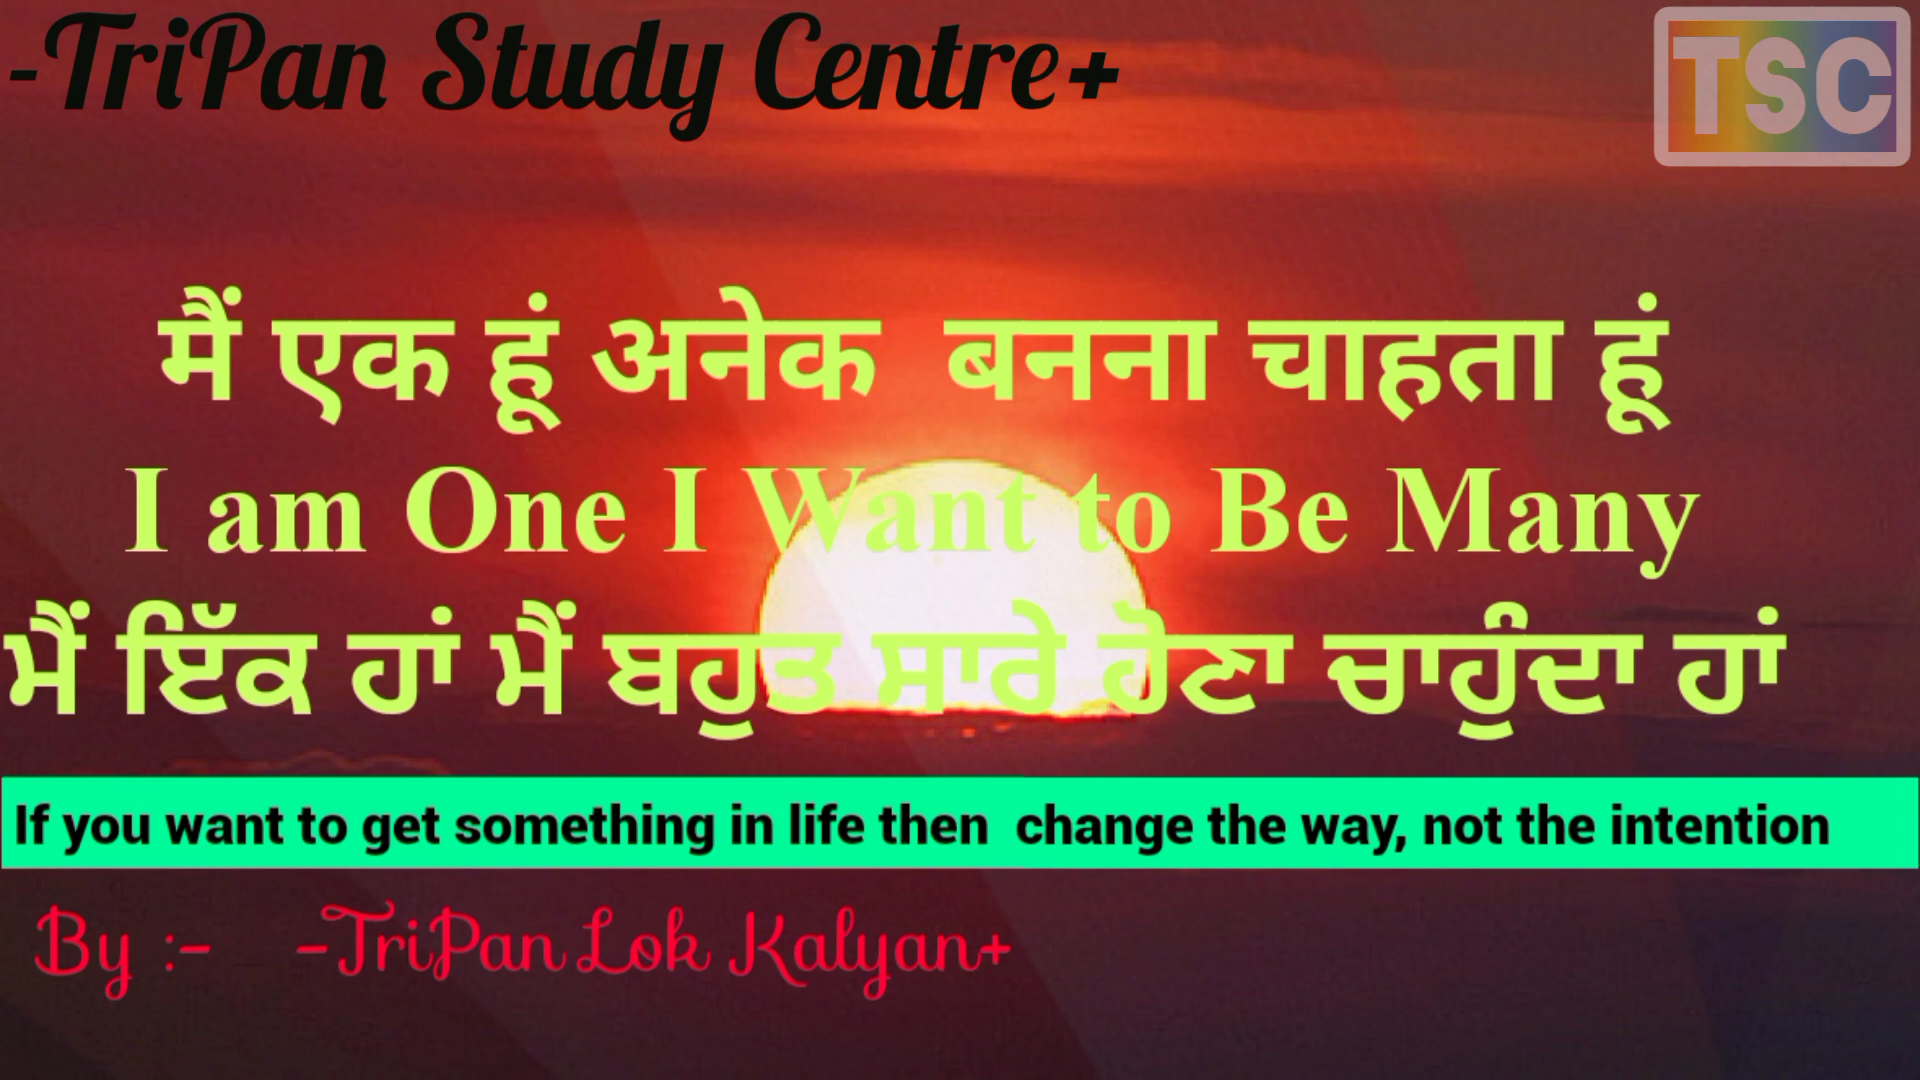 -TriPan Study Centre+
TSC
मैं एक हूं अनेक  बनना चाहता हूं
I am One I Want to Be Many
ਮੈਂ ਇੱਕ ਹਾਂ ਮੈਂ ਬਹੁਤ ਸਾਰੇ ਹੋਣਾ ਚਾਹੁੰਦਾ ਹਾਂ
If you want to get something in life then  change the way, not the intention
By :-    -TriPan Lok Kalyan+